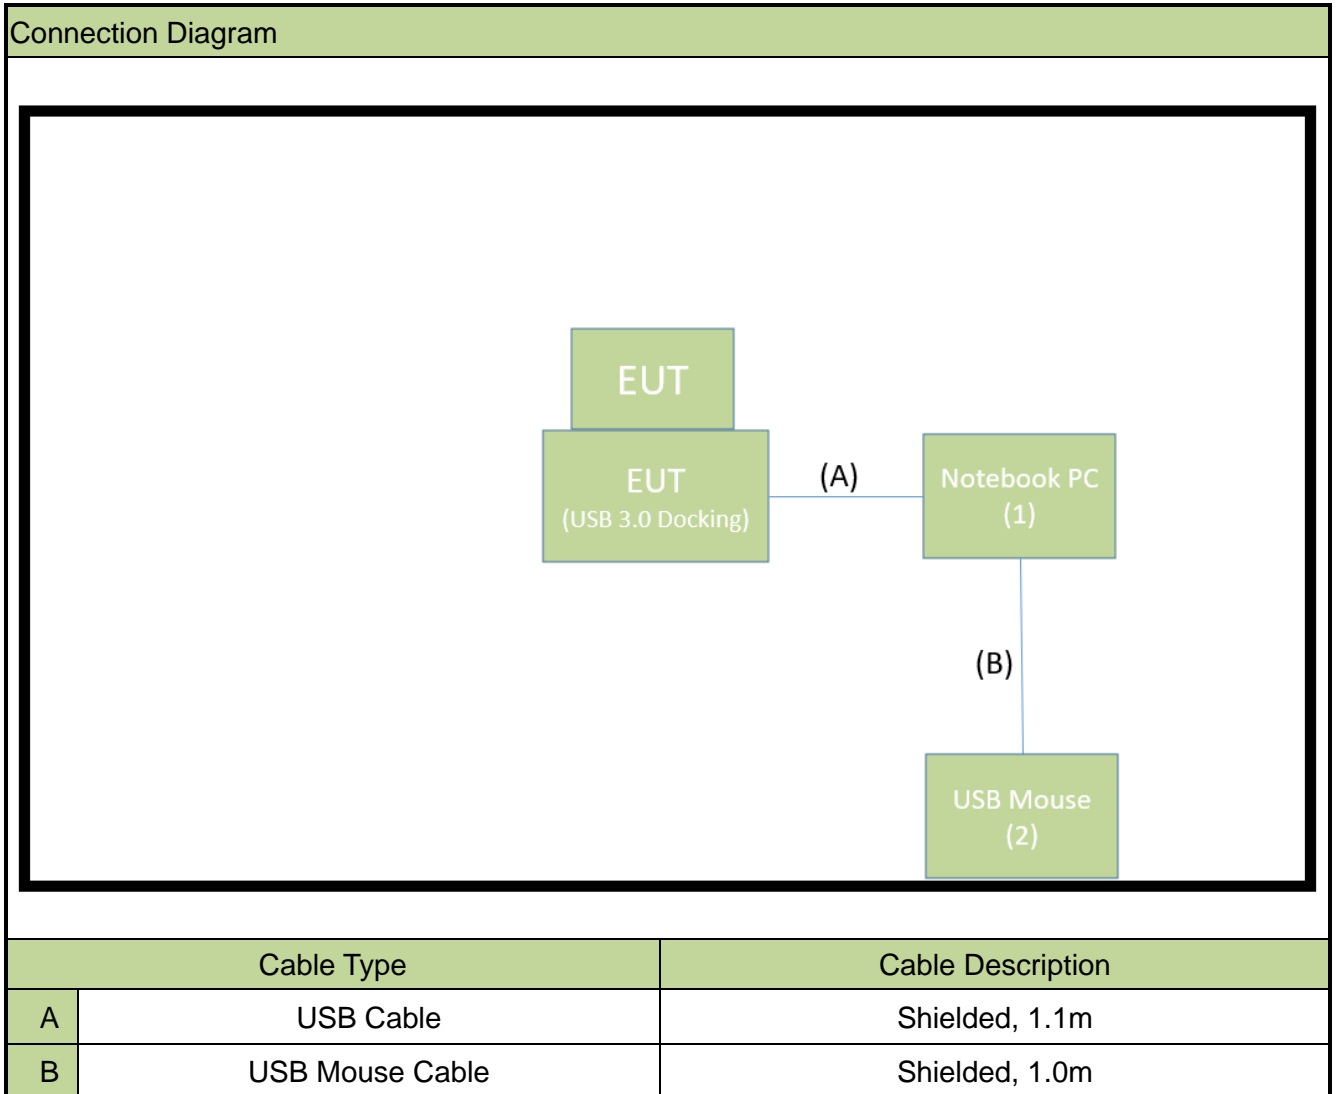 Connection Diagram
EUT
EUT
(USB 3.0 Docking)
(A)
Notebook PC
(1)
(B)
USB Mouse
(2)
Cable Type Cable Description
A USB Cable Shielded, 1.1m
B USB Mouse Cable Shielded, 1.0m